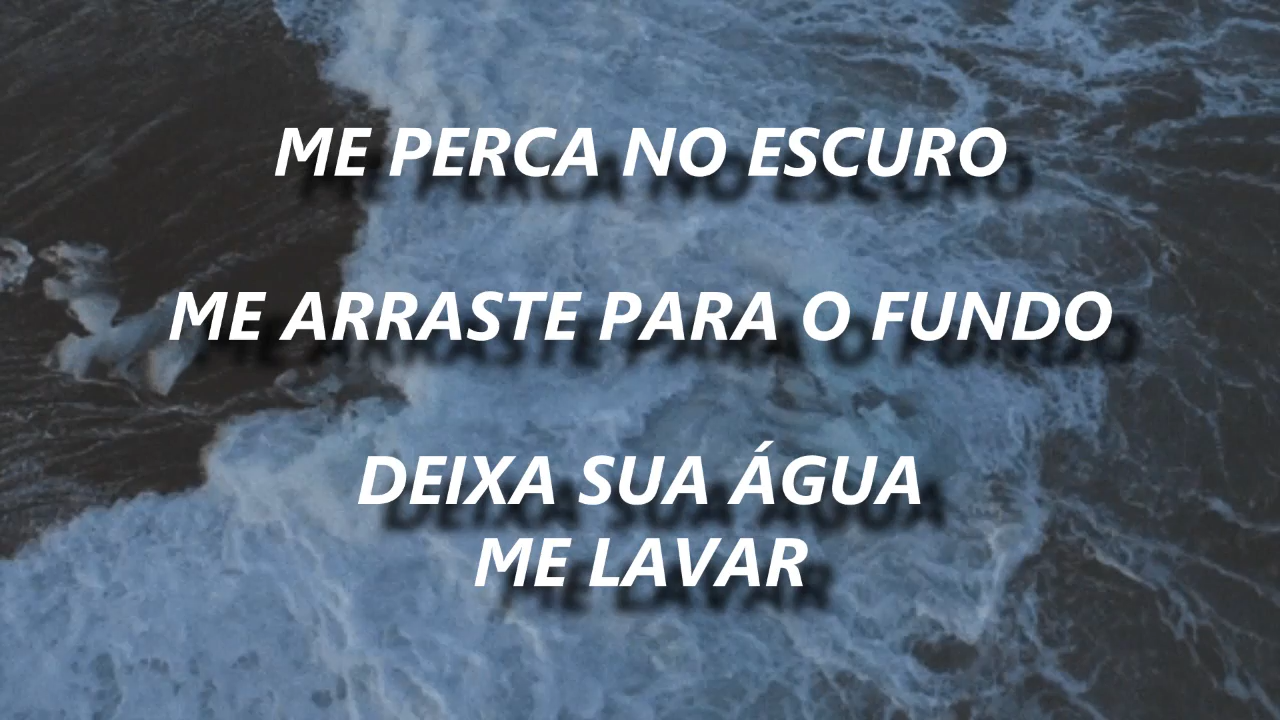 ME PERCA NO ESCURO
ME ARRASTE PARA O FUNDO
DEIXA SUA ÁGUA
ME LAVAR